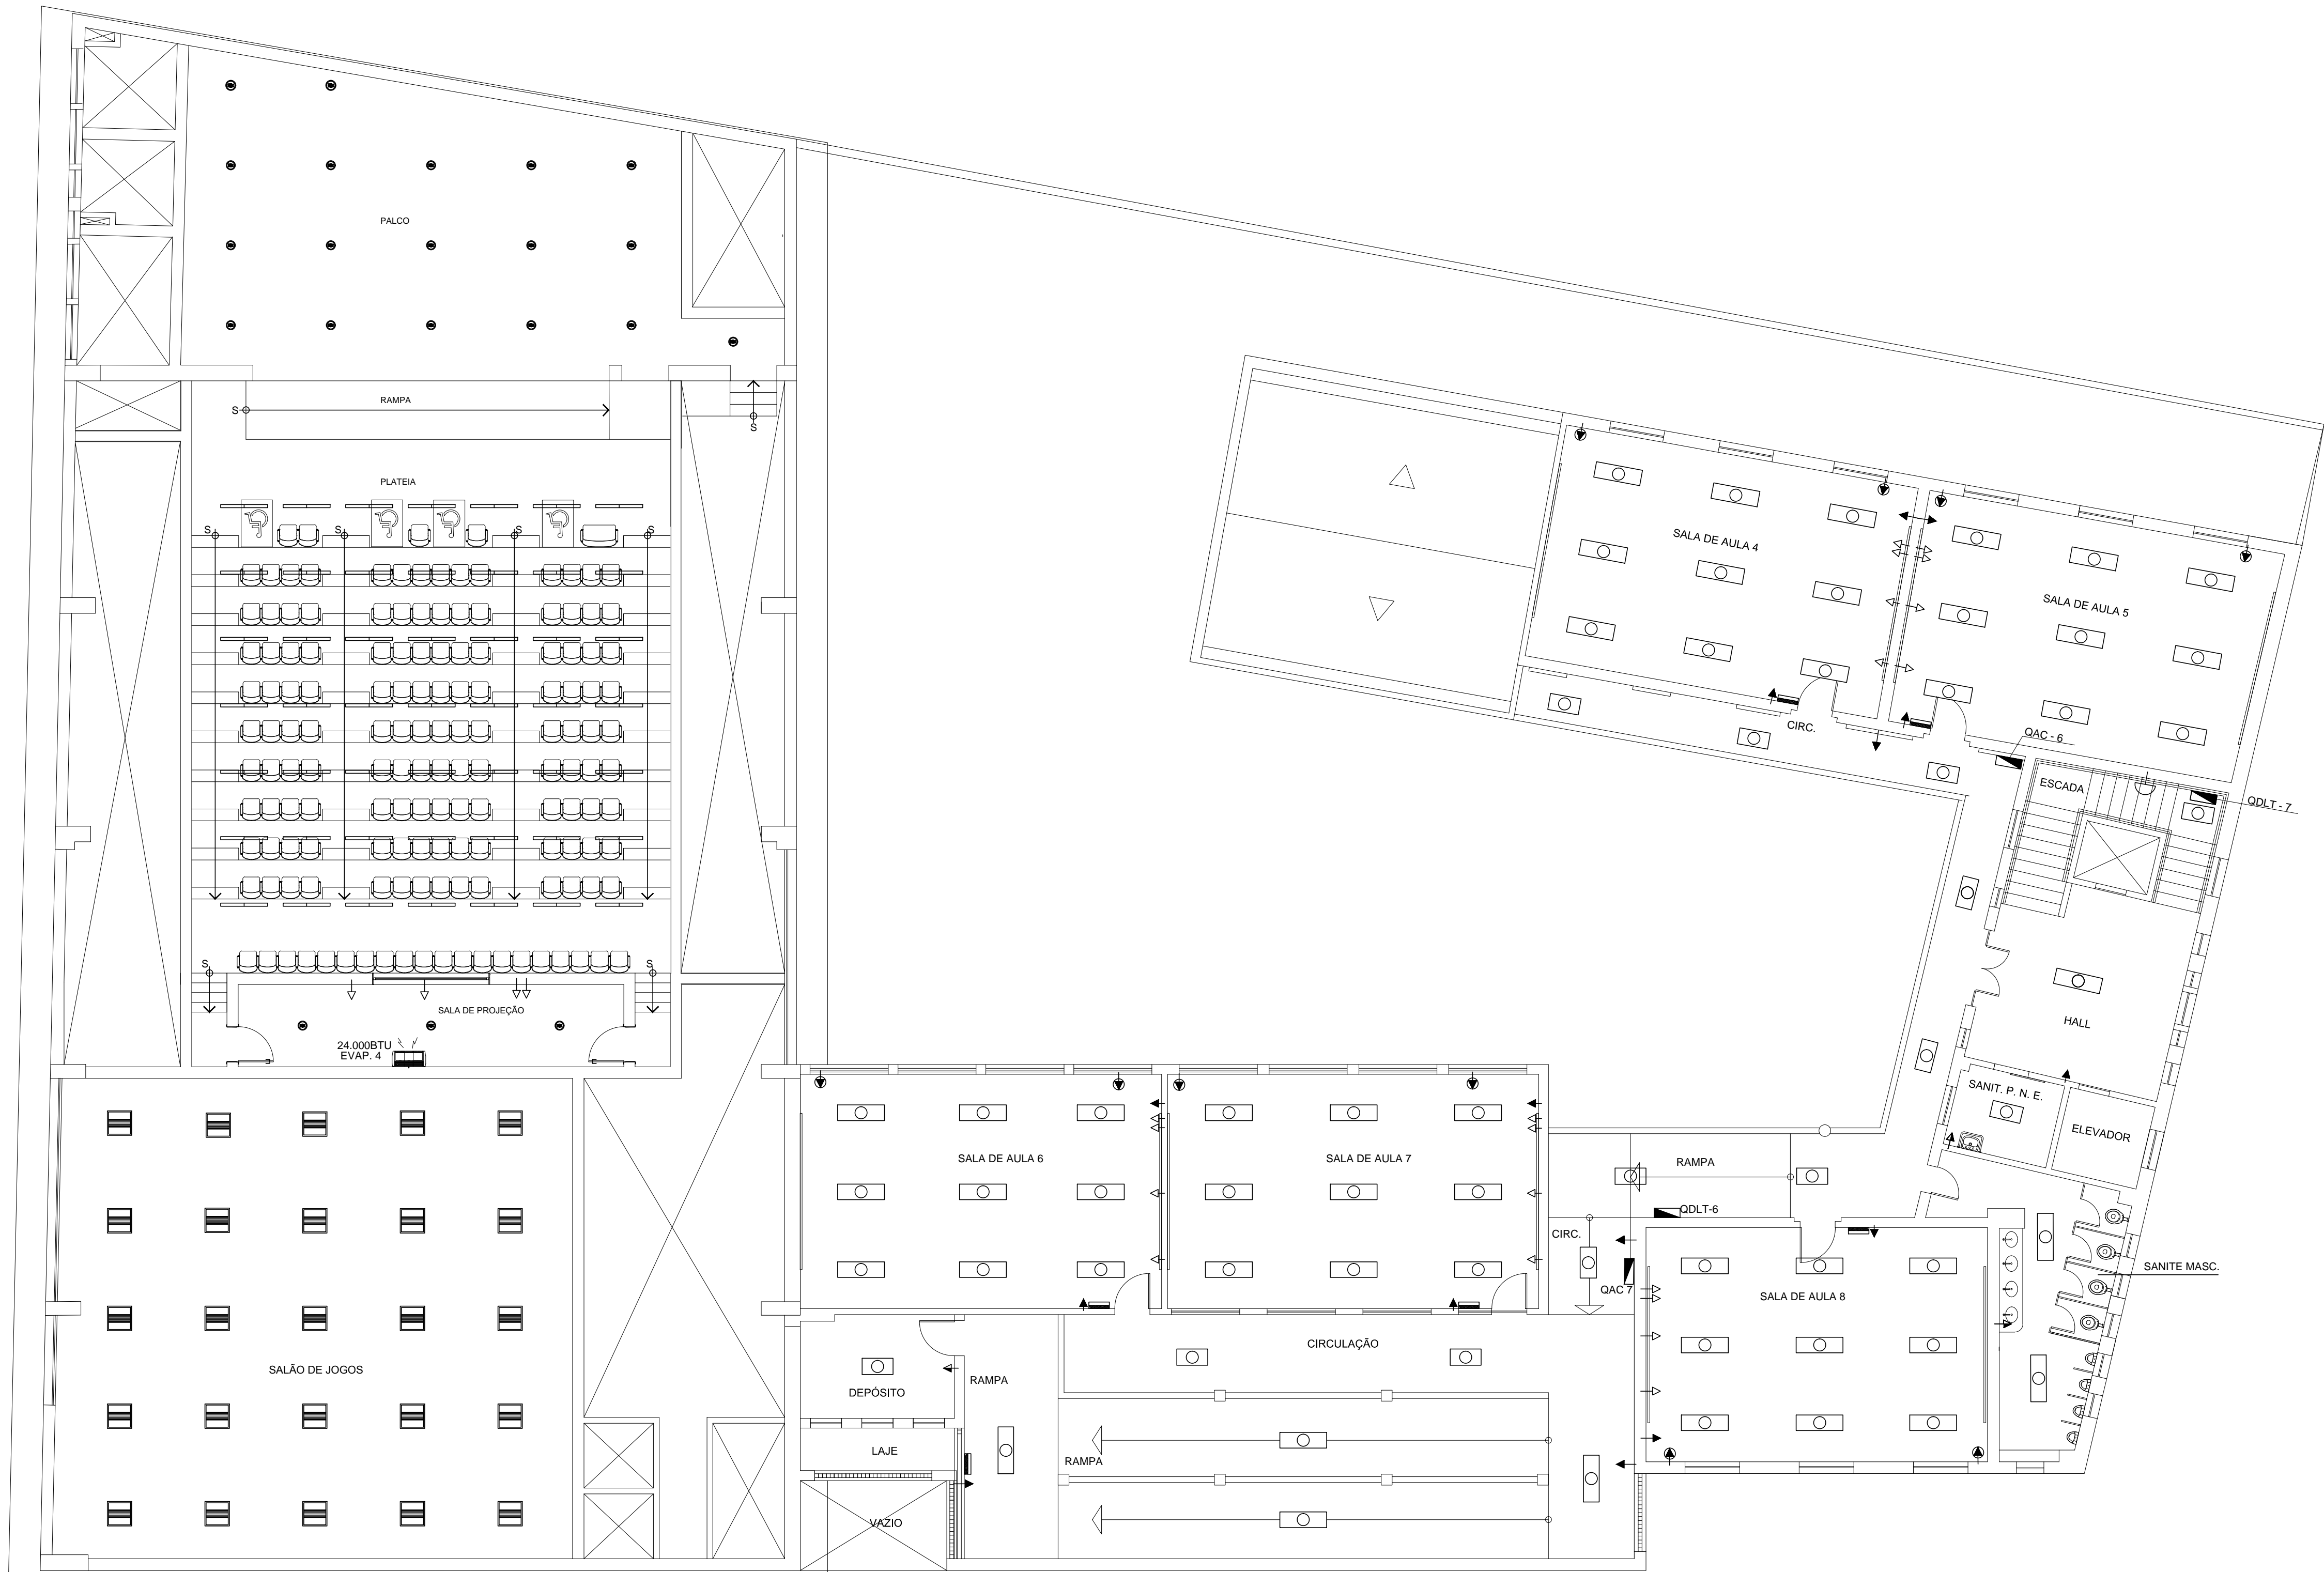 PALCO
S
RAMPA
S
PLATEIA
S
S
S
S
SALA DE AULA 4
SALA DE AULA 5
CIRC.
QAC - 6
ESCADA
QDLT - 7
S
S
SALA DE PROJEÇÃO
24.000BTU
EVAP. 4
HALL
SANIT. P. N. E.
ELEVADOR
SALA DE AULA 6
SALA DE AULA 7
RAMPA
QDLT-6
CIRC.
QAC 7
SANITE MASC.
SALA DE AULA 8
CIRCULAÇÃO
SALÃO DE JOGOS
DEPÓSITO
RAMPA
LAJE
RAMPA
VAZIO